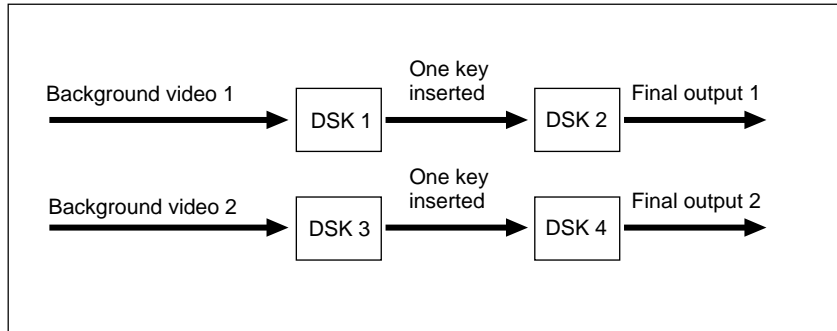 Background video 1
DSK 1
One key
inserted
DSK 2
Final output 1
Background video 2
DSK 3
One key
inserted
DSK 4
Final output 2